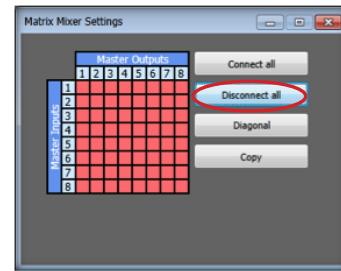 Matrix Mixer Settings
Master Outputs
1 2 3 4 5 6 7 8
Master Inputs
1
2
3
4
5
6
7
8
Connect all
Disconnect all
Diagonal
Copy